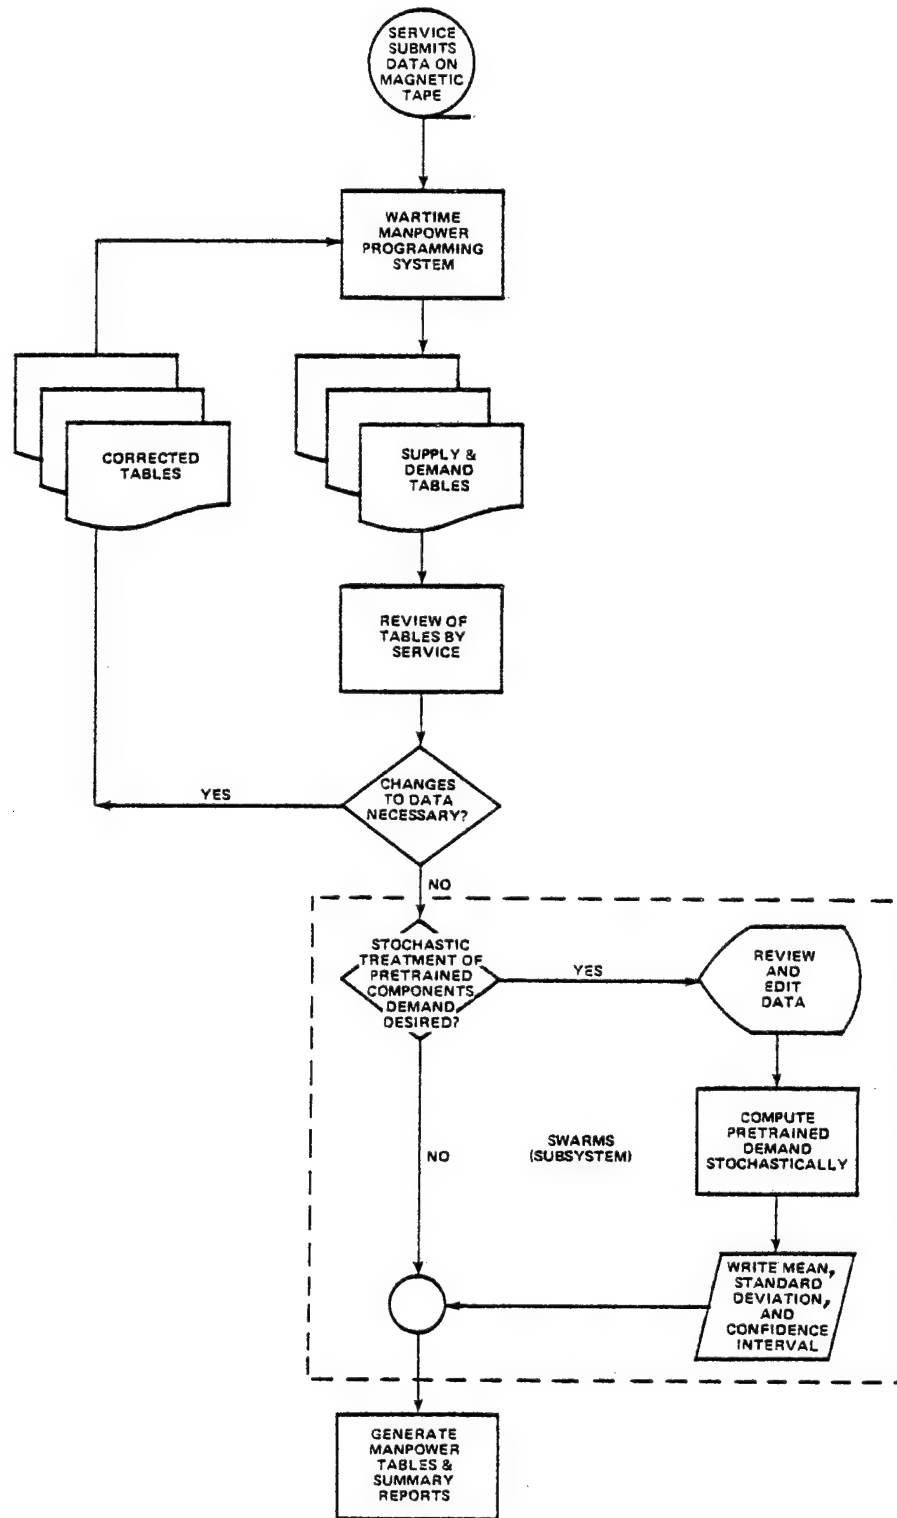 SERVICE
SUBMITS
DATA ON
MAGNETIC
TAPE
WARTIME
MANPOWER
PROGRAMMING
SYSTEM
CORRECTED
TABLES
SUPPLY &
DEMAND
TABLES
REVIEW OF
TABLES BY
SERVICE
CHANGES
TO DATA
NECESSARY?
YES
NO
STOCHASTIC
TREATMENT OF
PRETRAINED
COMPONENTS
DEMAND
DESIRED?
YES
REVIEW
AND
EDIT
DATA
COMPUTE
PRETRAINED
DEMAND
STOCHASTICALLY
SWARMS
(SUBSYSTEM)
NO
WRITE MEAN,
STANDARD
DEVIATION,
AND
CONFIDENCE
INTERVAL
GENERATE
MANPOWER
TABLES &
SUMMARY
REPORTS